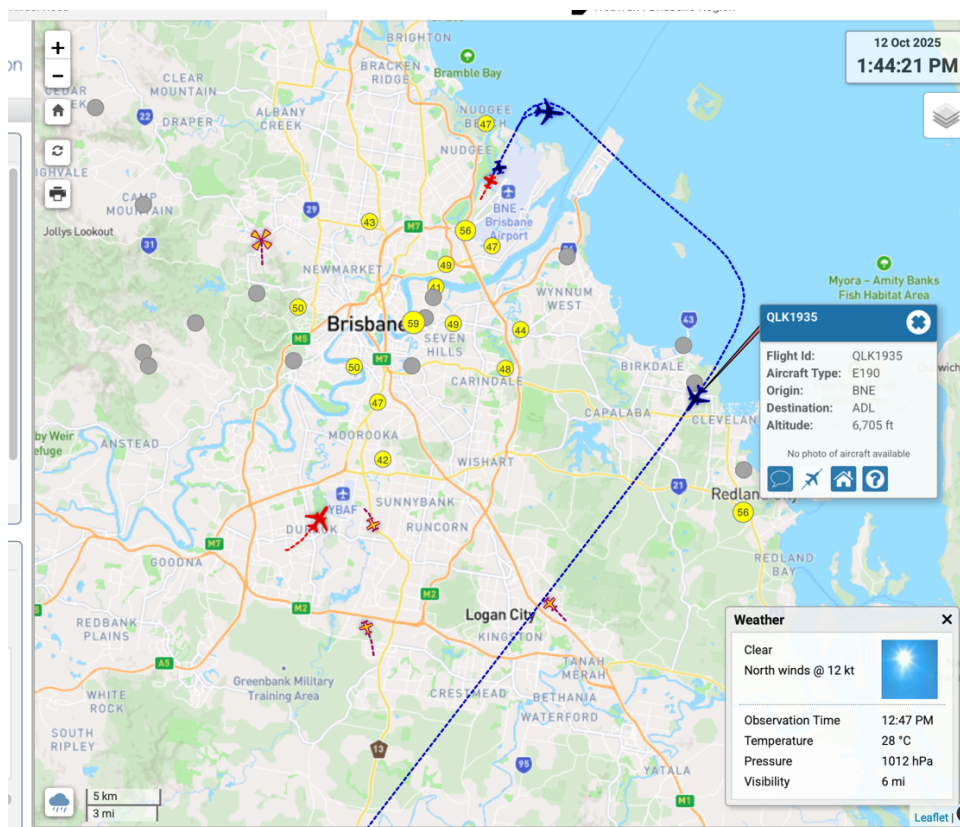 BRIGHTON
BRACKEN
RIDGE
Bramble Bay
12 Oct 2025
1:44:21 PM
+
−
CLEAR
MOUNTAIN
22
DRAPER
ALBANY
CREEK
NUDGEE
47
NUDGEE
CAMP
MOUNTAIN
Jollys Lookout
29
31
43
M7
56
47
BNE -
Brisbane
Airport
NEWMARKET
49
41
WYNNUM
WEST
Myora – Amity Banks
Fish Habitat Area
50
Brisbane
59
49
SEVEN
HILLS
44
43
M5
M7
50
48
CARINDALE
BIRKDALE
QLK1935
Flight Id: QLK1935
Aircraft Type: E190
Origin: BNE
Destination: ADL
Altitude: 6,705 ft
No photo of aircraft available
47
CAPALABA
MOOROOKA
ANSTEAD
by Weir
42
WISHART
YBAF
SUNNYBANK
RUNCORN
21
56
M7
GOODNA
REDLAND
BAY
M2
M2
Logan City
KINGSTON
REDBANK
PLAINS
A5
TANAH
MERAH
Greenbank Military
Training Area
WHITE
ROCK
CRESTMEAD
BETHANIA
WATERFORD
SOUTH
RIPLEY
13
95
YATALA
M1
Weather
Clear
North winds @ 12 kt
Observation Time 12:47 PM
Temperature 28 °C
Pressure 1012 hPa
Visibility 6 mi
5 km
3 mi
Leaflet |